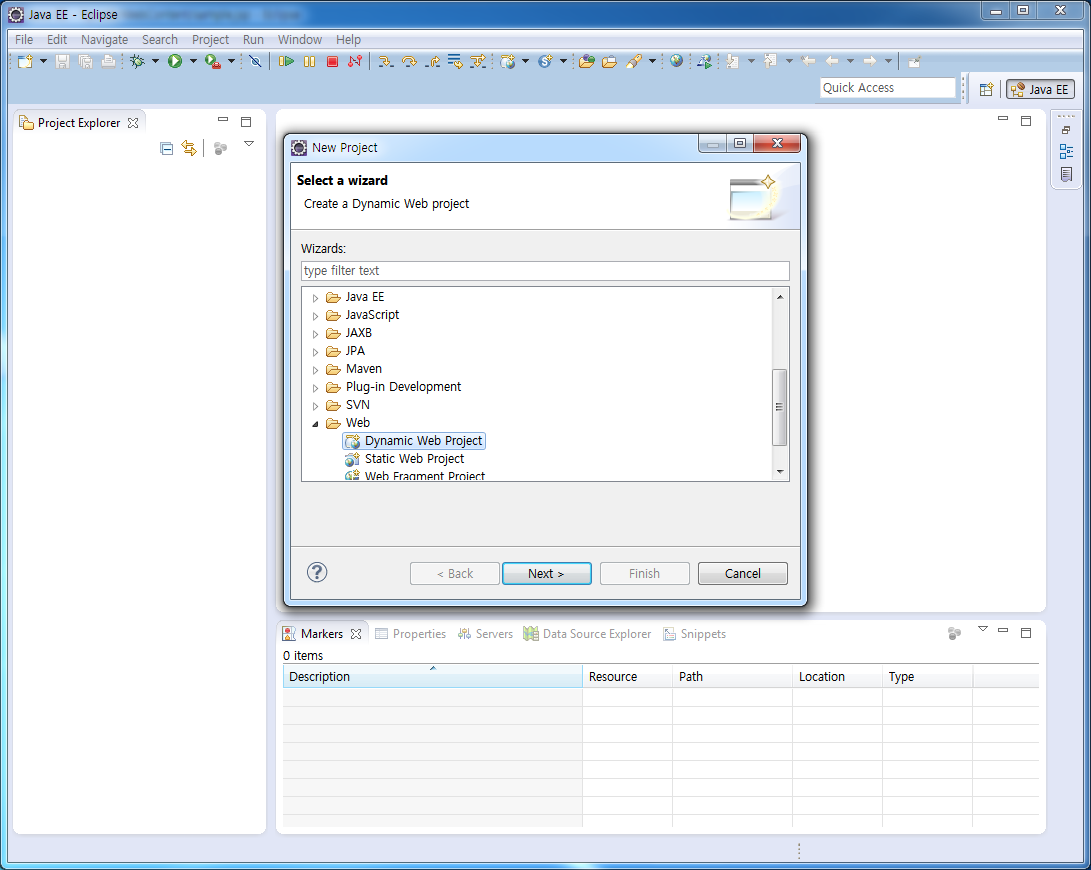 Java EE - Eclipse
File Edit Navigate Search Project Run Window Help
Quick Access
Java EE
Project Explorer
New Project
Select a wizard
Create a Dynamic Web project
Wizards:
type filter text
Java EE
JavaScript
JAXB
JPA
Maven
Plug-in Development
SVN
Web
Dynamic Web Project
Static Web Project
Web Fragment Project
< Back Next > Finish Cancel
Markers Properties Servers Data Source Explorer Snippets
0 items
Description Resource Path Location Type